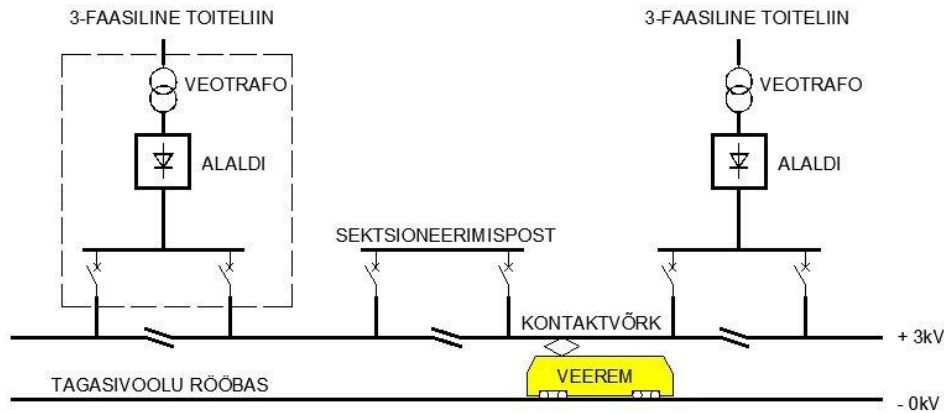 3-FAASILINE TOITELIIN
3-FAASILINE TOITELIIN
VEOTRAFO
VEOTRAFO
ALALDI
ALALDI
SEKTSIONEERIMISPOST
KONTAKTVÕRK
+ 3kV
VEEREM
TAGASIVOOLU RÖÖBAS
- 0kV